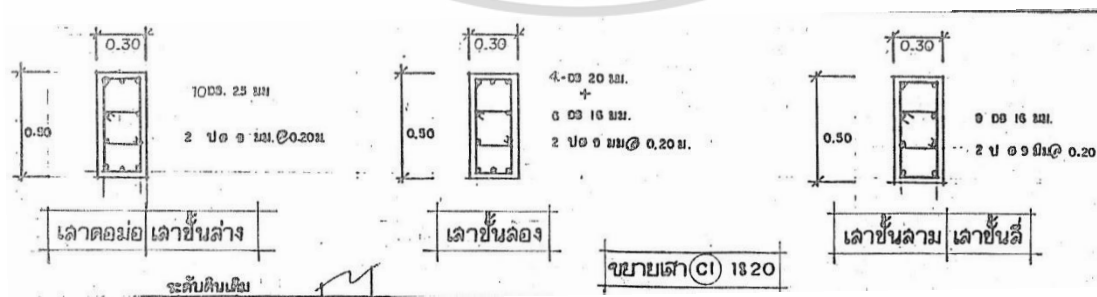 0.30
0.50
10 DB. 25 มม
2 ป ๑ 9 มม.@0.20ม.
เสาตอม่อ เสาชั้นล่าง
ระดับดินเดิม
0.30
0.50
4-DB 20 มม.
+
6 DB 16 มม.
2 ป ๑ 9 มม@ 0.20 ม.
เสาชั้นสอง
ขยายเสา C1 1:20
0.30
0.50
DB 16 มม.
2 ป ๑ 9 มม@ 0.20
เสาชั้นสาม เสาชั้นสี่